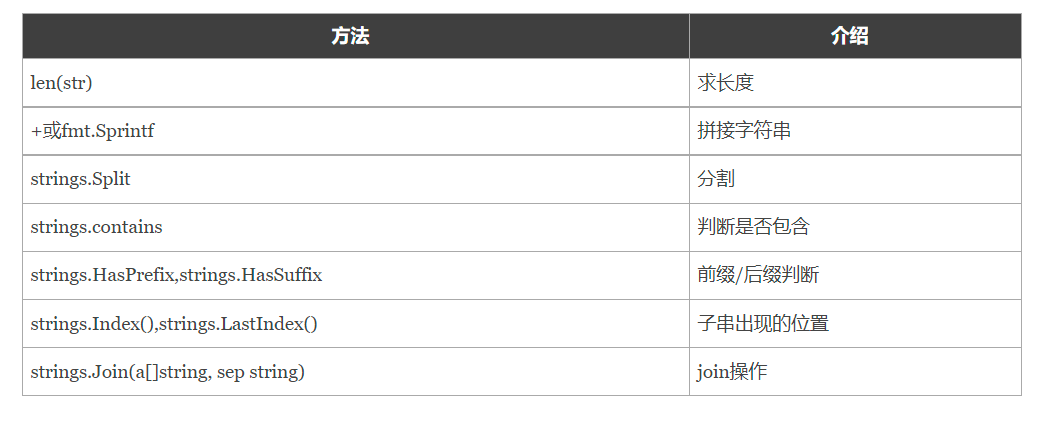 方法 介绍
len(str) 求长度
+或fmt.Sprintf 拼接字符串
strings.Split 分割
strings.contains 判断是否包含
strings.HasPrefix,strings.HasSuffix 前缀/后缀判断
strings.Index(),strings.LastIndex() 子串出现的位置
strings.Join(a[]string, sep string) join操作